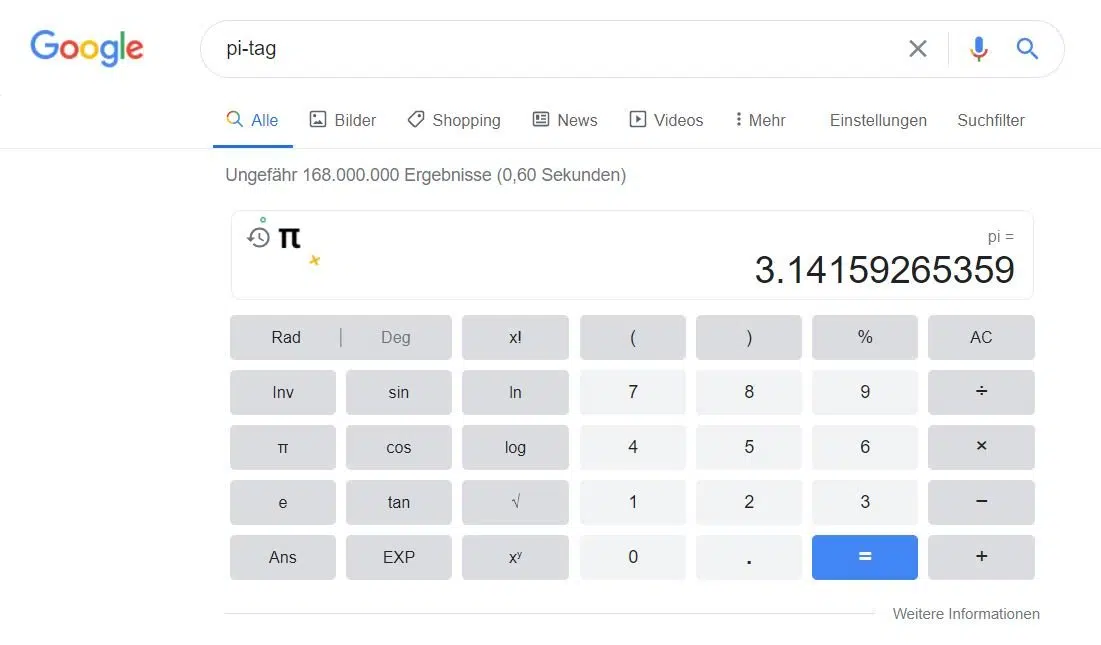 Google pi-tag
Alle Bilder Shopping News Videos Mehr Einstellungen Suchfilter
Ungefähr 168.000.000 Ergebnisse (0,60 Sekunden)
π pi =
3.14159265359
Rad | Deg x! ( ) % AC
Inv sin ln 7 8 9 ÷
π cos log 4 5 6 ×
e tan √ 1 2 3 −
Ans EXP xʸ 0 . = +
Weitere Informationen